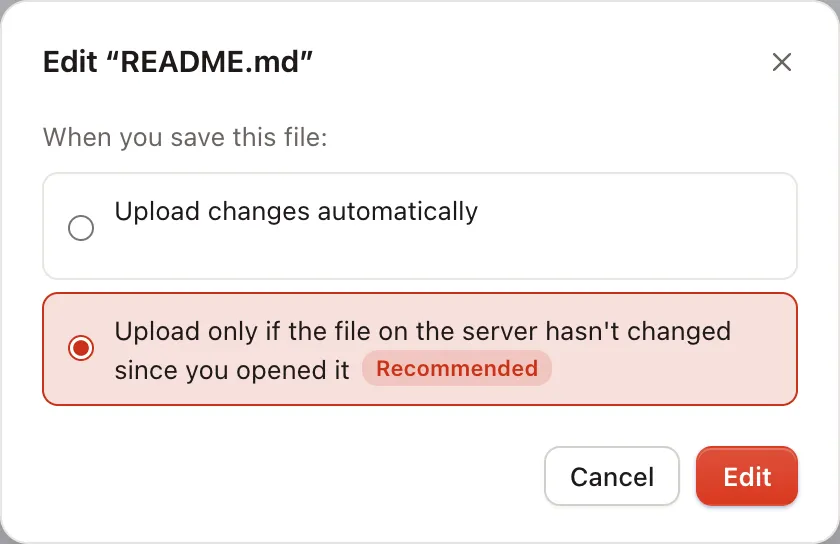 Edit “README.md”
When you save this file:
Upload changes automatically
Upload only if the file on the server hasn't changed
since you opened it Recommended
Cancel Edit